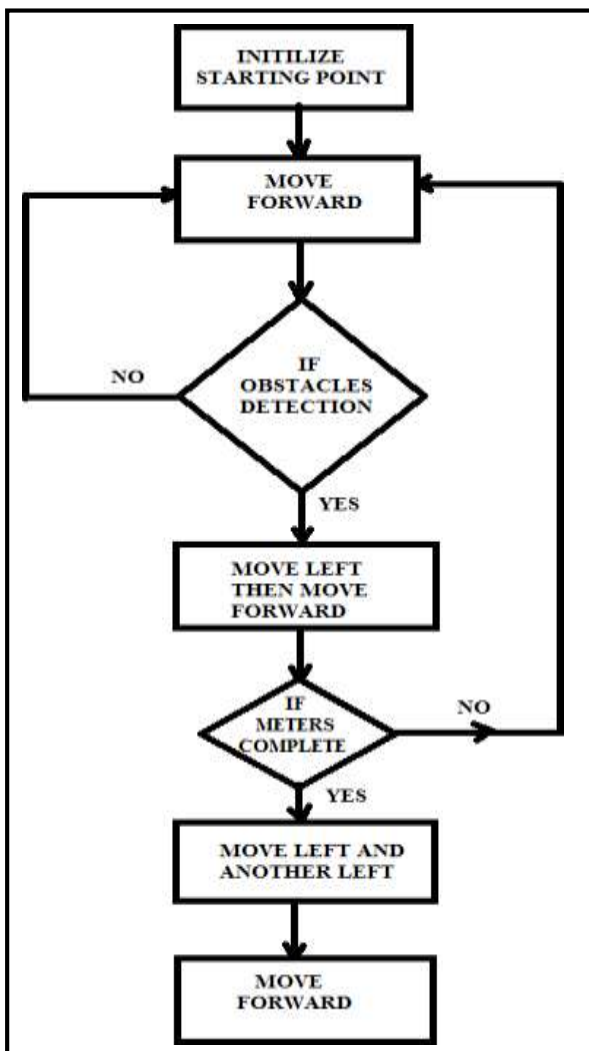 INITILIZE
STARTING POINT
MOVE
FORWARD
IF
OBSTACLES
DETECTION
NO
YES
MOVE LEFT
THEN MOVE
FORWARD
IF
METERS
COMPLETE
NO
YES
MOVE LEFT AND
ANOTHER LEFT
MOVE
FORWARD